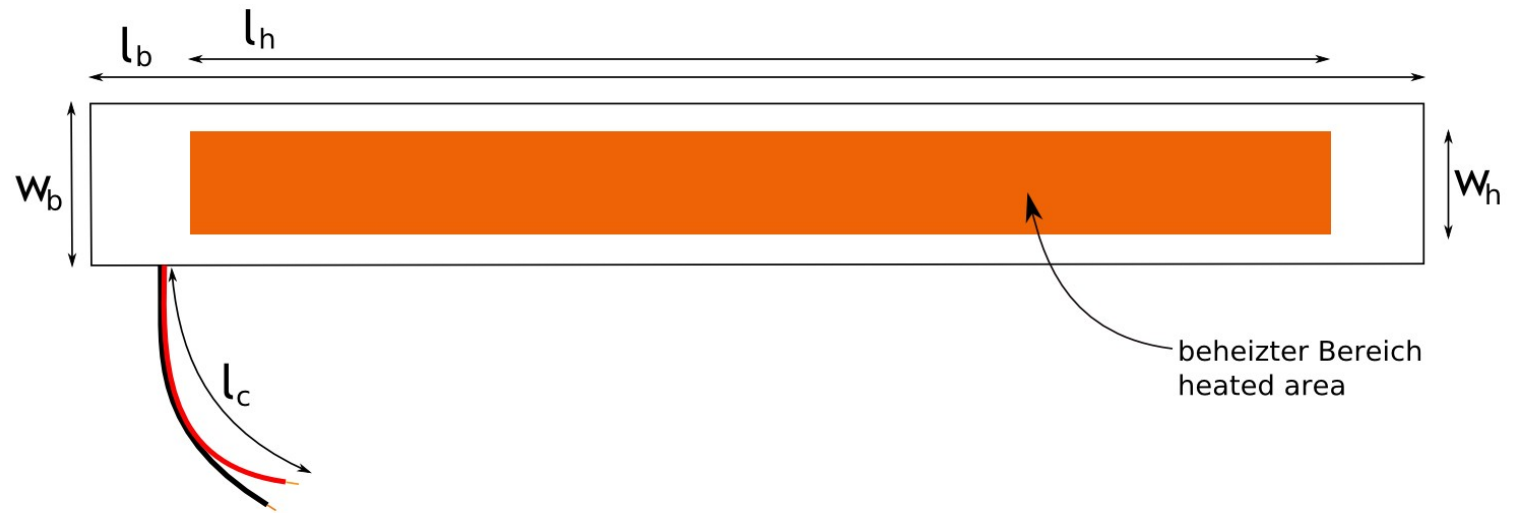 l_h
l_b
w_b
w_h
l_c
beheizter Bereich
heated area